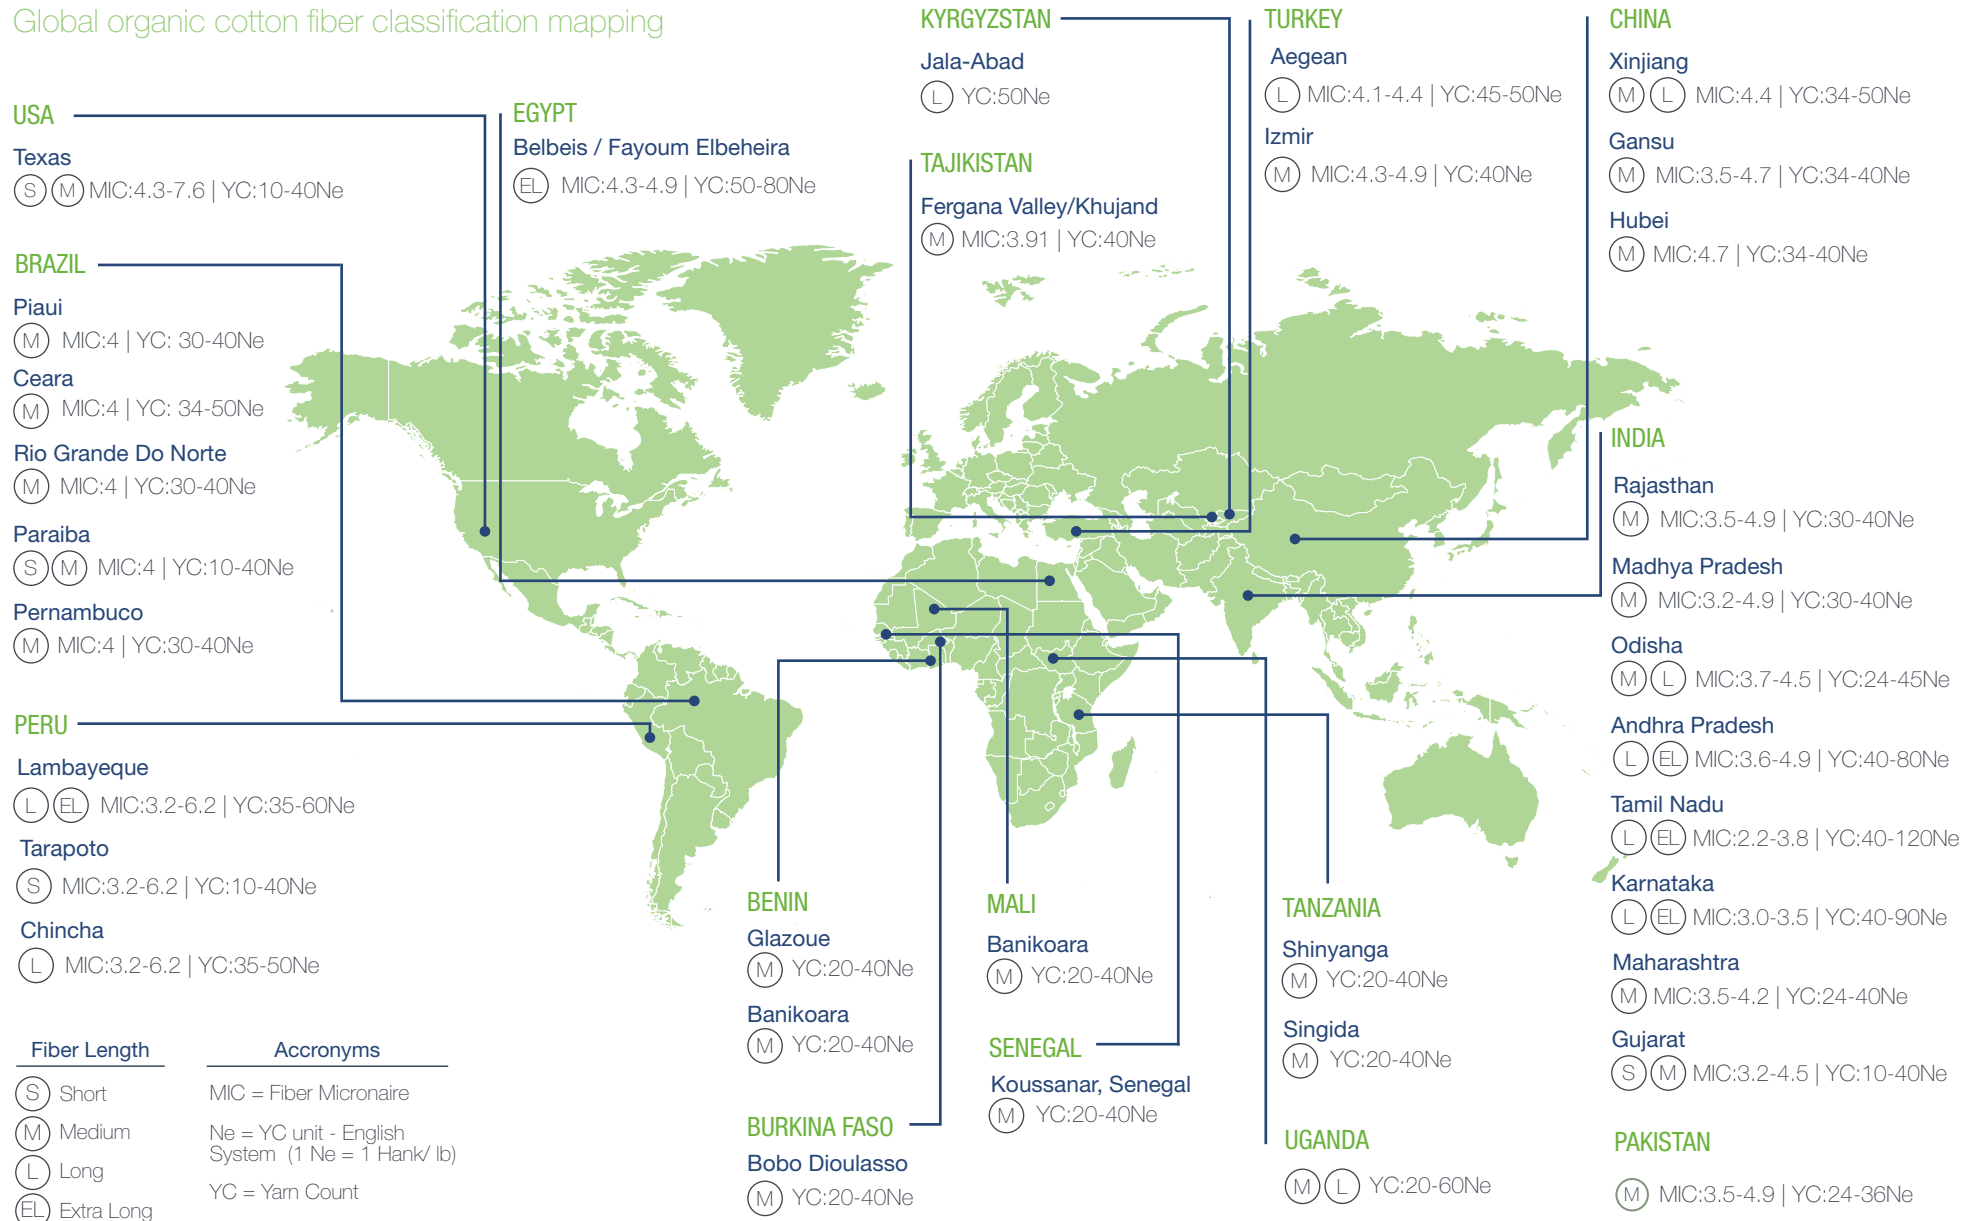 Global organic cotton fiber classification mapping
USA
Texas
S M MIC:4.3-7.6 | YC:10-40Ne
BRAZIL
Piaui
M MIC:4 | YC: 30-40Ne
Ceara
M MIC:4 | YC: 34-50Ne
Rio Grande Do Norte
M MIC:4 | YC:30-40Ne
Paraiba
S M MIC:4 | YC:10-40Ne
Pernambuco
M MIC:4 | YC:30-40Ne
PERU
Lambayeque
L EL MIC:3.2-6.2 | YC:35-60Ne
Tarapoto
S MIC:3.2-6.2 | YC:10-40Ne
Chincha
L MIC:3.2-6.2 | YC:35-50Ne
Fiber Length
S Short
M Medium
L Long
EL Extra Long
Accronyms
MIC = Fiber Micronaire
Ne = YC unit - English
System (1 Ne = 1 Hank/ lb)
YC = Yarn Count
EGYPT
Belbeis / Fayoum Elbeheira
EL MIC:4.3-4.9 | YC:50-80Ne
KYRGYZSTAN
Jala-Abad
L YC:50Ne
TAJIKISTAN
Fergana Valley/Khujand
M MIC:3.91 | YC:40Ne
TURKEY
Aegean
L MIC:4.1-4.4 | YC:45-50Ne
Izmir
M MIC:4.3-4.9 | YC:40Ne
CHINA
Xinjiang
M L MIC:4.4 | YC:34-50Ne
Gansu
M MIC:3.5-4.7 | YC:34-40Ne
Hubei
M MIC:4.7 | YC:34-40Ne
INDIA
Rajasthan
M MIC:3.5-4.9 | YC:30-40Ne
Madhya Pradesh
M MIC:3.2-4.9 | YC:30-40Ne
Odisha
M L MIC:3.7-4.5 | YC:24-45Ne
Andhra Pradesh
L EL MIC:3.6-4.9 | YC:40-80Ne
Tamil Nadu
L EL MIC:2.2-3.8 | YC:40-120Ne
Karnataka
L EL MIC:3.0-3.5 | YC:40-90Ne
Maharashtra
M MIC:3.5-4.2 | YC:24-40Ne
Gujarat
S M MIC:3.2-4.5 | YC:10-40Ne
PAKISTAN
M MIC:3.5-4.9 | YC:24-36Ne
BENIN
Glazoue
M YC:20-40Ne
Banikoara
M YC:20-40Ne
BURKINA FASO
Bobo Dioulasso
M YC:20-40Ne
MALI
Banikoara
M YC:20-40Ne
SENEGAL
Koussanar, Senegal
M YC:20-40Ne
TANZANIA
Shinyanga
M YC:20-40Ne
Singida
M YC:20-40Ne
UGANDA
M L YC:20-60Ne